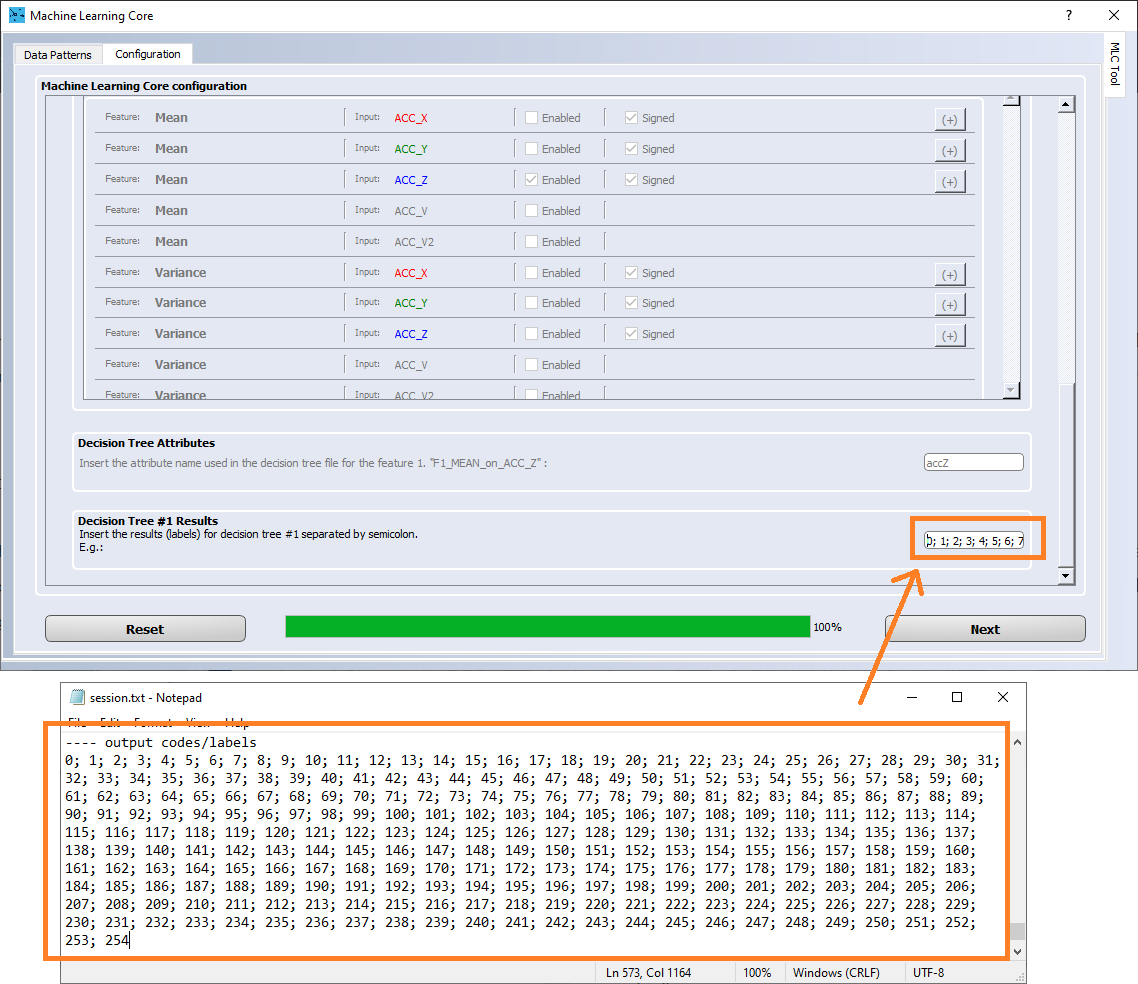 Machine Learning Core
?
Data Patterns
Configuration
MLC Tool
Machine Learning Core configuration
Feature: Mean Input: ACC_X Enabled Signed (+)
Feature: Mean Input: ACC_Y Enabled Signed (+)
Feature: Mean Input: ACC_Z Enabled Signed (+)
Feature: Mean Input: ACC_V Enabled
Feature: Mean Input: ACC_V2 Enabled
Feature: Variance Input: ACC_X Enabled Signed (+)
Feature: Variance Input: ACC_Y Enabled Signed (+)
Feature: Variance Input: ACC_Z Enabled Signed (+)
Feature: Variance Input: ACC_V Enabled
Feature: Variance Input: ACC_V2 Enabled
Decision Tree Attributes
Insert the attribute name used in the decision tree file for the feature 1. "F1_MEAN_on_ACC_Z" : accZ
Decision Tree #1 Results
Insert the results (labels) for decision tree #1 separated by semicolon.
E.g.: 0; 1; 2; 3; 4; 5; 6; 7
Reset 100% Next
session.txt - Notepad
File Edit Format View Help
---- output codes/labels
0; 1; 2; 3; 4; 5; 6; 7; 8; 9; 10; 11; 12; 13; 14; 15; 16; 17; 18; 19; 20; 21; 22; 23; 24; 25; 26; 27; 28; 29; 30; 31;
32; 33; 34; 35; 36; 37; 38; 39; 40; 41; 42; 43; 44; 45; 46; 47; 48; 49; 50; 51; 52; 53; 54; 55; 56; 57; 58; 59; 60;
61; 62; 63; 64; 65; 66; 67; 68; 69; 70; 71; 72; 73; 74; 75; 76; 77; 78; 79; 80; 81; 82; 83; 84; 85; 86; 87; 88; 89;
90; 91; 92; 93; 94; 95; 96; 97; 98; 99; 100; 101; 102; 103; 104; 105; 106; 107; 108; 109; 110; 111; 112; 113; 114;
115; 116; 117; 118; 119; 120; 121; 122; 123; 124; 125; 126; 127; 128; 129; 130; 131; 132; 133; 134; 135; 136; 137;
138; 139; 140; 141; 142; 143; 144; 145; 146; 147; 148; 149; 150; 151; 152; 153; 154; 155; 156; 157; 158; 159; 160;
161; 162; 163; 164; 165; 166; 167; 168; 169; 170; 171; 172; 173; 174; 175; 176; 177; 178; 179; 180; 181; 182; 183;
184; 185; 186; 187; 188; 189; 190; 191; 192; 193; 194; 195; 196; 197; 198; 199; 200; 201; 202; 203; 204; 205; 206;
207; 208; 209; 210; 211; 212; 213; 214; 215; 216; 217; 218; 219; 220; 221; 222; 223; 224; 225; 226; 227; 228; 229;
230; 231; 232; 233; 234; 235; 236; 237; 238; 239; 240; 241; 242; 243; 244; 245; 246; 247; 248; 249; 250; 251; 252;
253; 254
Ln 573, Col 1164 100% Windows (CRLF) UTF-8